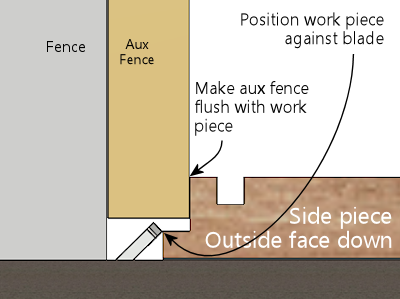 Position work piece
against blade
Fence
Aux
Fence
Make aux fence
flush with work
piece
Side piece
Outside face down